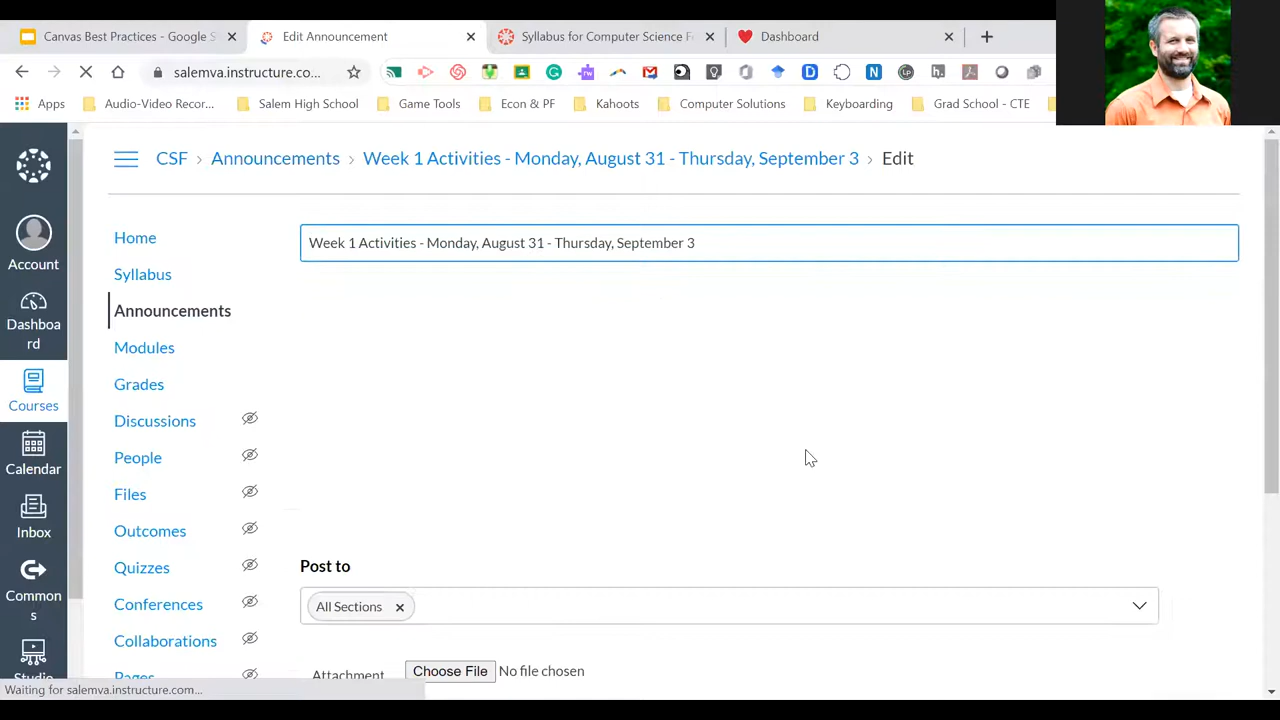 Canvas Best Practices - Google S
Edit Announcement
Syllabus for Computer Science F
Dashboard
salemva.instructure.co...
Apps
Audio-Video Recor...
Salem High School
Game Tools
Econ & PF
Kahoots
Computer Solutions
Keyboarding
Grad School - CTE
CSF › Announcements › Week 1 Activities - Monday, August 31 - Thursday, September 3 › Edit
Account
Dashboa
rd
Courses
Calendar
Inbox
Common
s
Studio
Home
Syllabus
Announcements
Modules
Grades
Discussions
People
Files
Outcomes
Quizzes
Conferences
Collaborations
Pages
Week 1 Activities - Monday, August 31 - Thursday, September 3
Post to
All Sections
Attachment
Choose File No file chosen
Waiting for salemva.instructure.com...